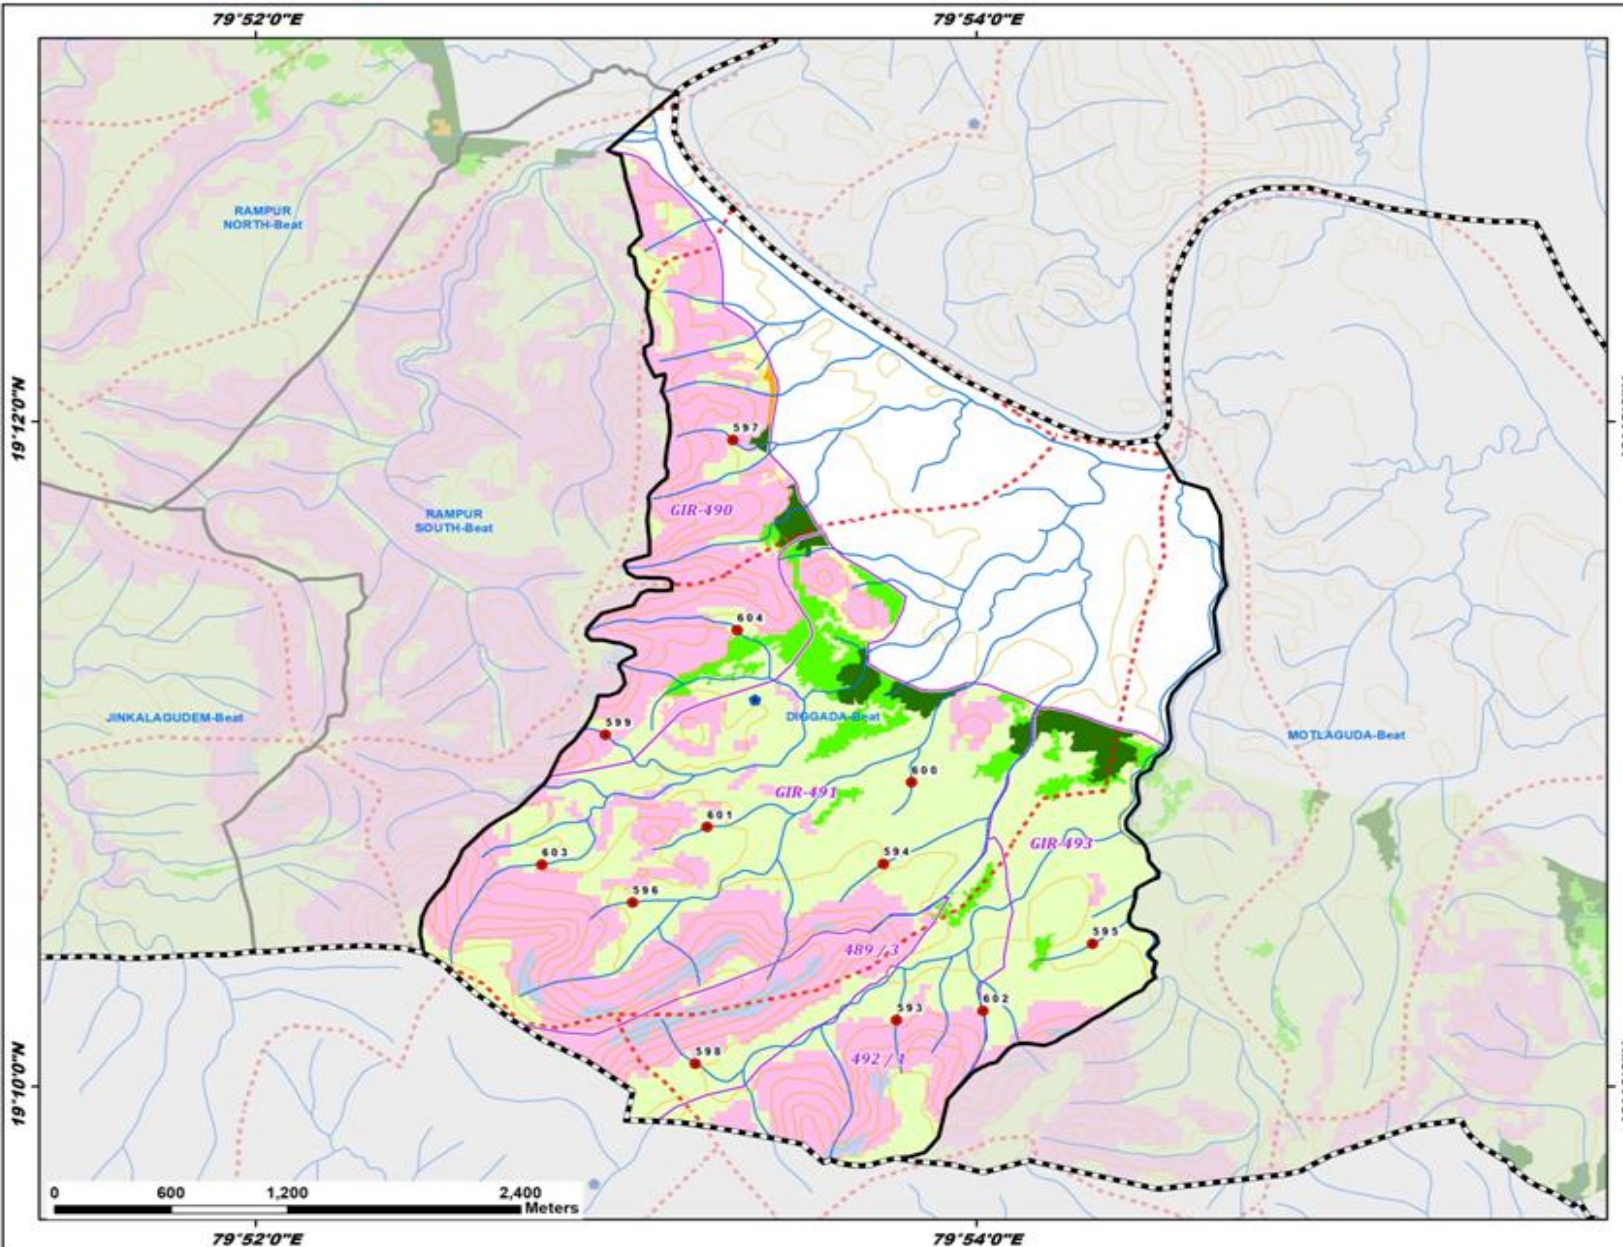 79°52'0"E
79°54'0"E
RAMPUR
NORTH-Beat
19°12'0"N
597
GIR-490
RAMPUR
SOUTH-Beat
604
JINKALAGUDEM-Beat
DIGGADA-Beat
599
MOTLAGUDA-Beat
600
GIR-491
601
GIR-493
603
594
596
595
489 / 3
602
593
598
492 / 1
19°10'0"N
0 600 1,200 2,400
Meters
79°52'0"E
79°54'0"E